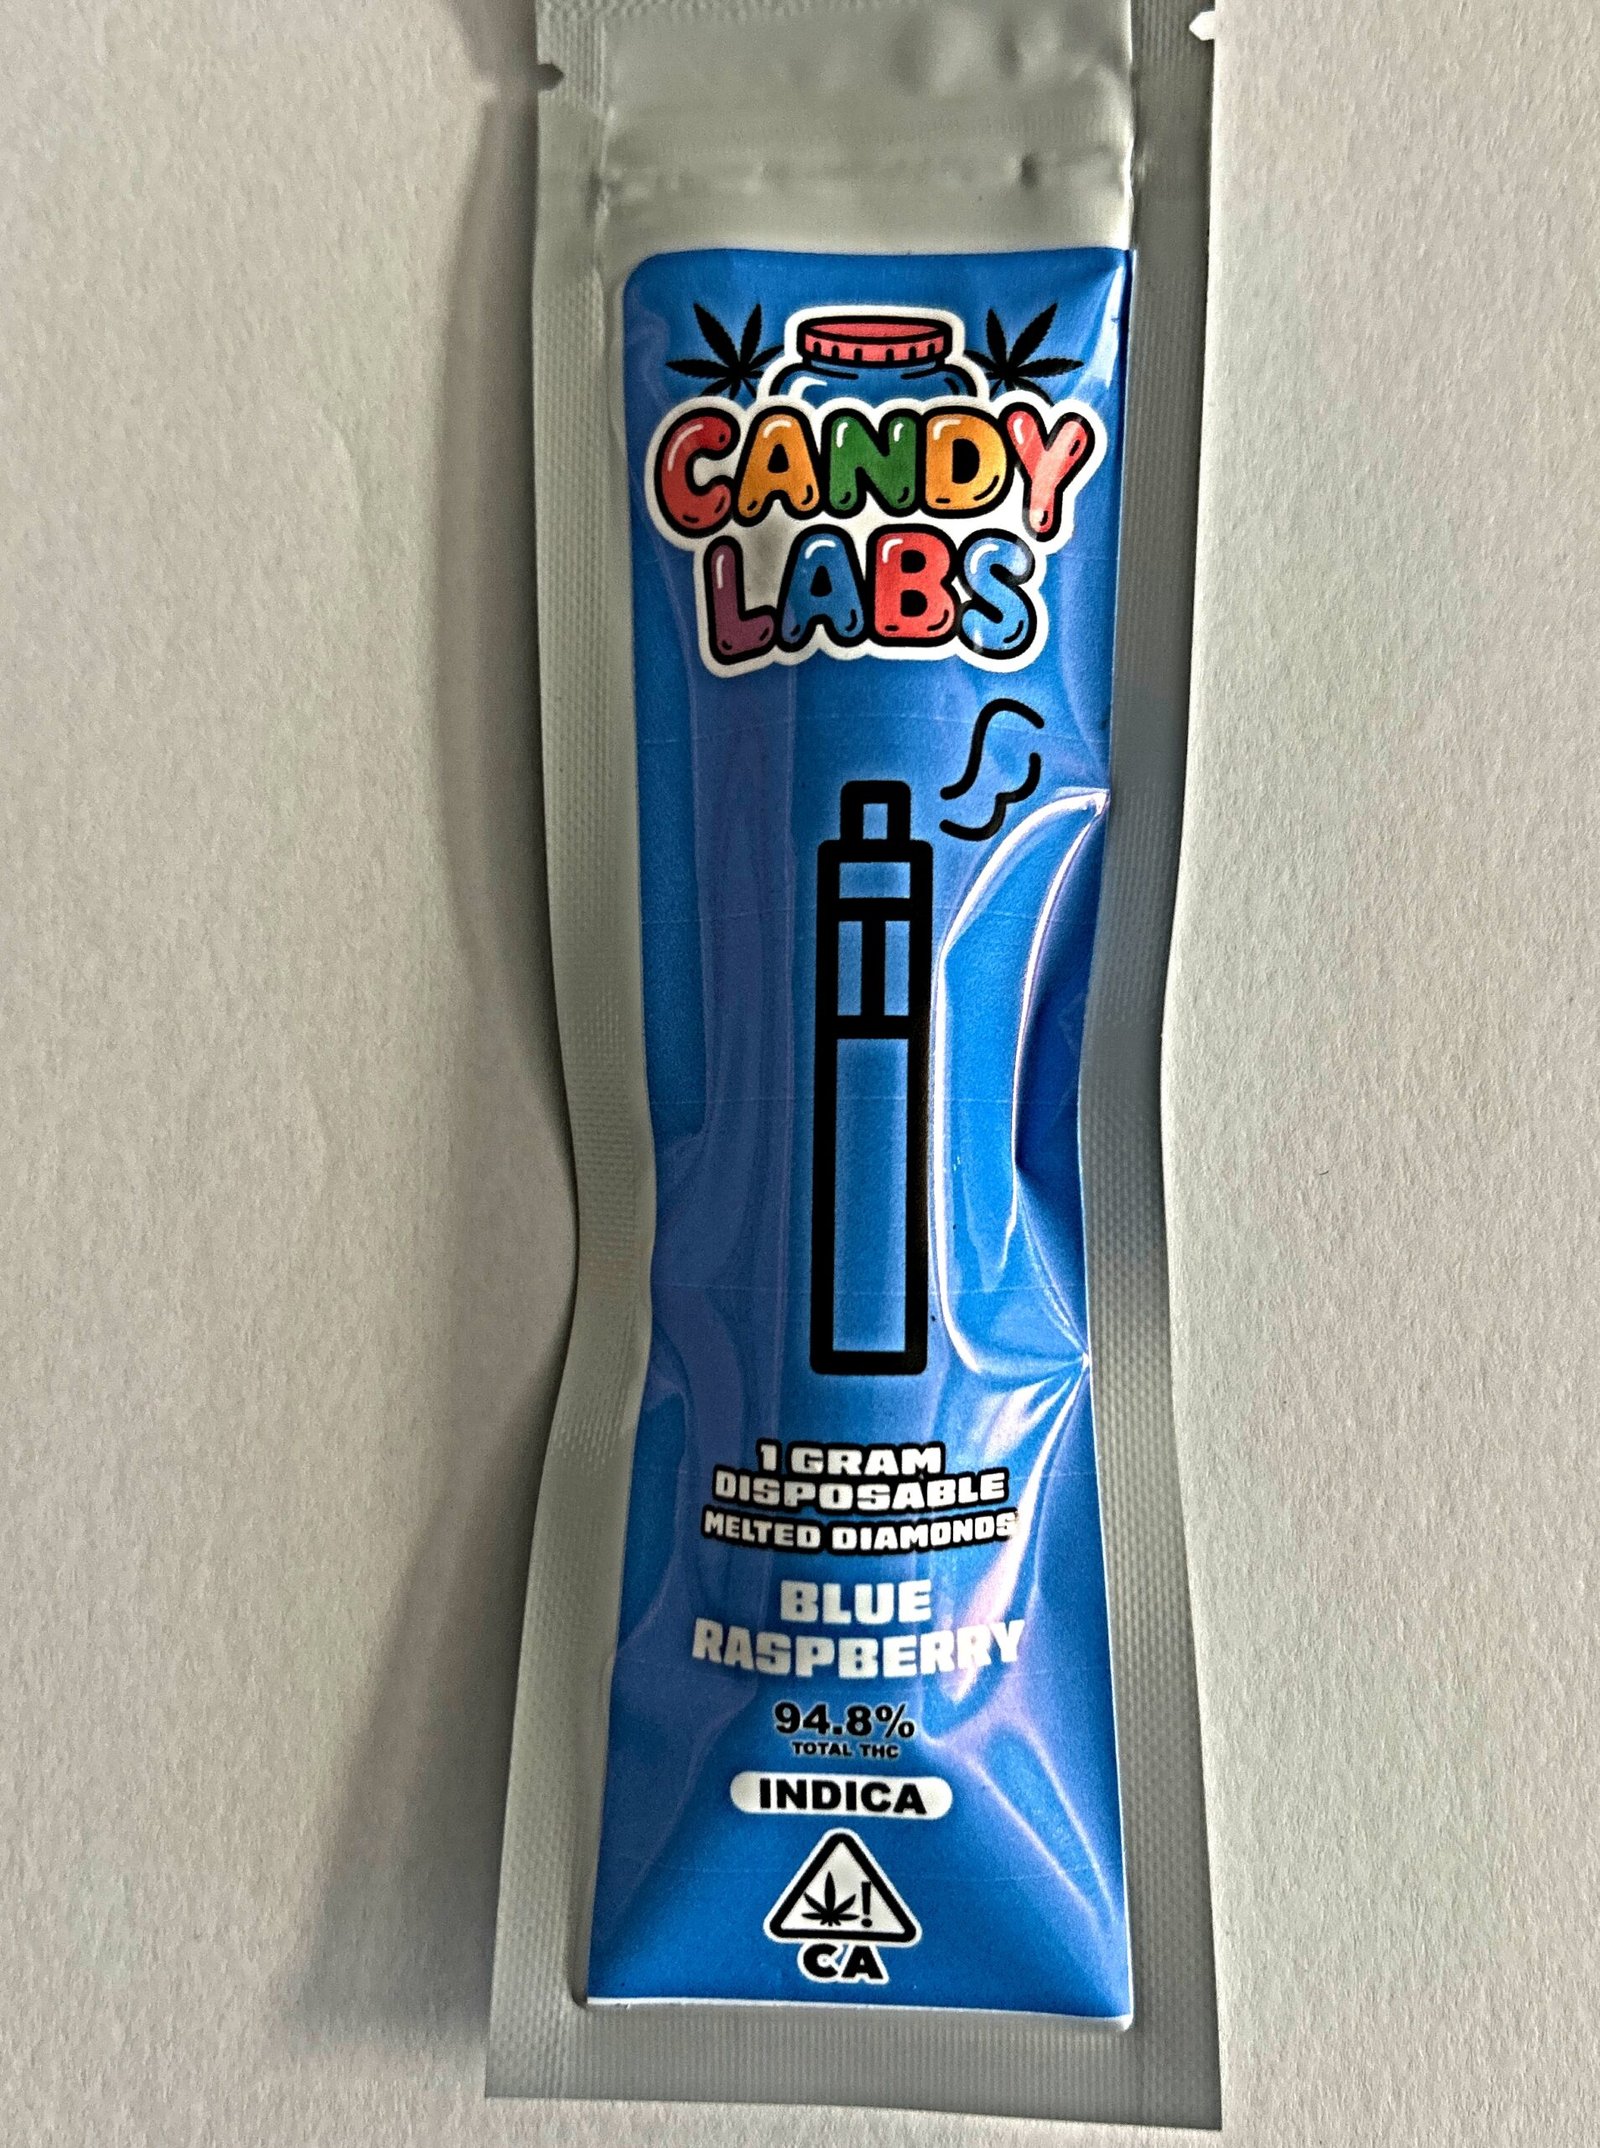 CANDY
LABS
1 GRAM
DISPOSABLE
MELTED DIAMONDS
BLUE
RASPBERRY
94.8%
TOTAL THC
INDICA
!
CA